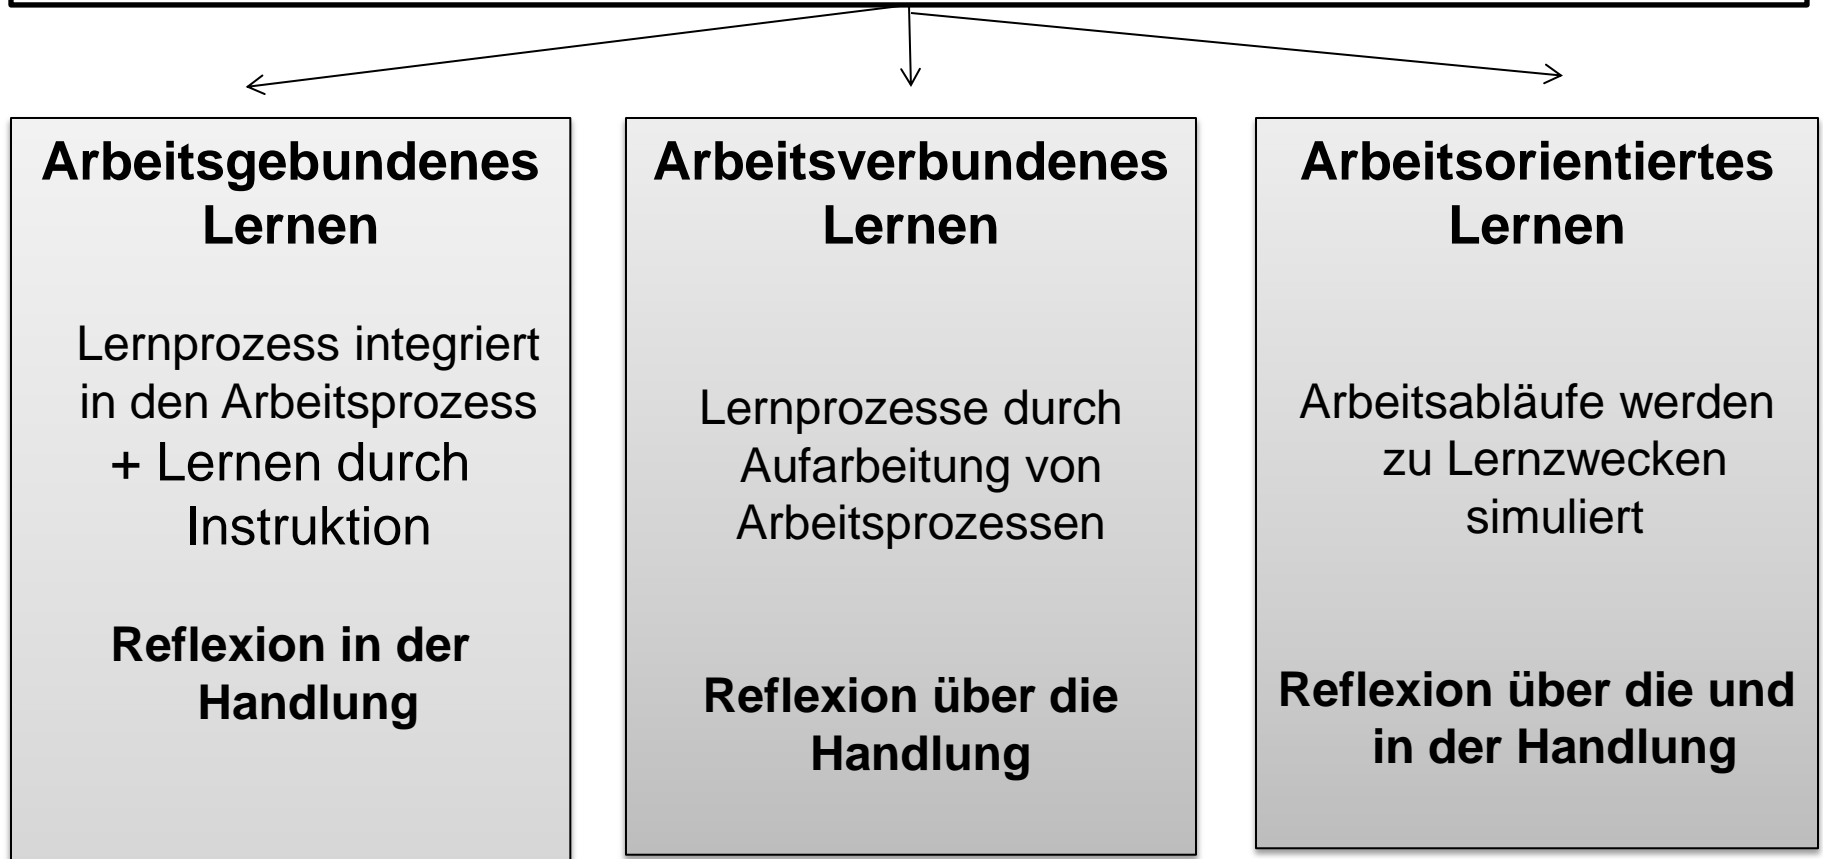 Arbeitsgebundenes
Lernen
Lernprozess integriert
in den Arbeitsprozess
+ Lernen durch
Instruktion
Reflexion in der
Handlung
Arbeitsverbundenes
Lernen
Lernprozesse durch
Aufarbeitung von
Arbeitsprozessen
Reflexion über die
Handlung
Arbeitsorientiertes
Lernen
Arbeitsabläufe werden
zu Lernzwecken
simuliert
Reflexion über die und
in der Handlung